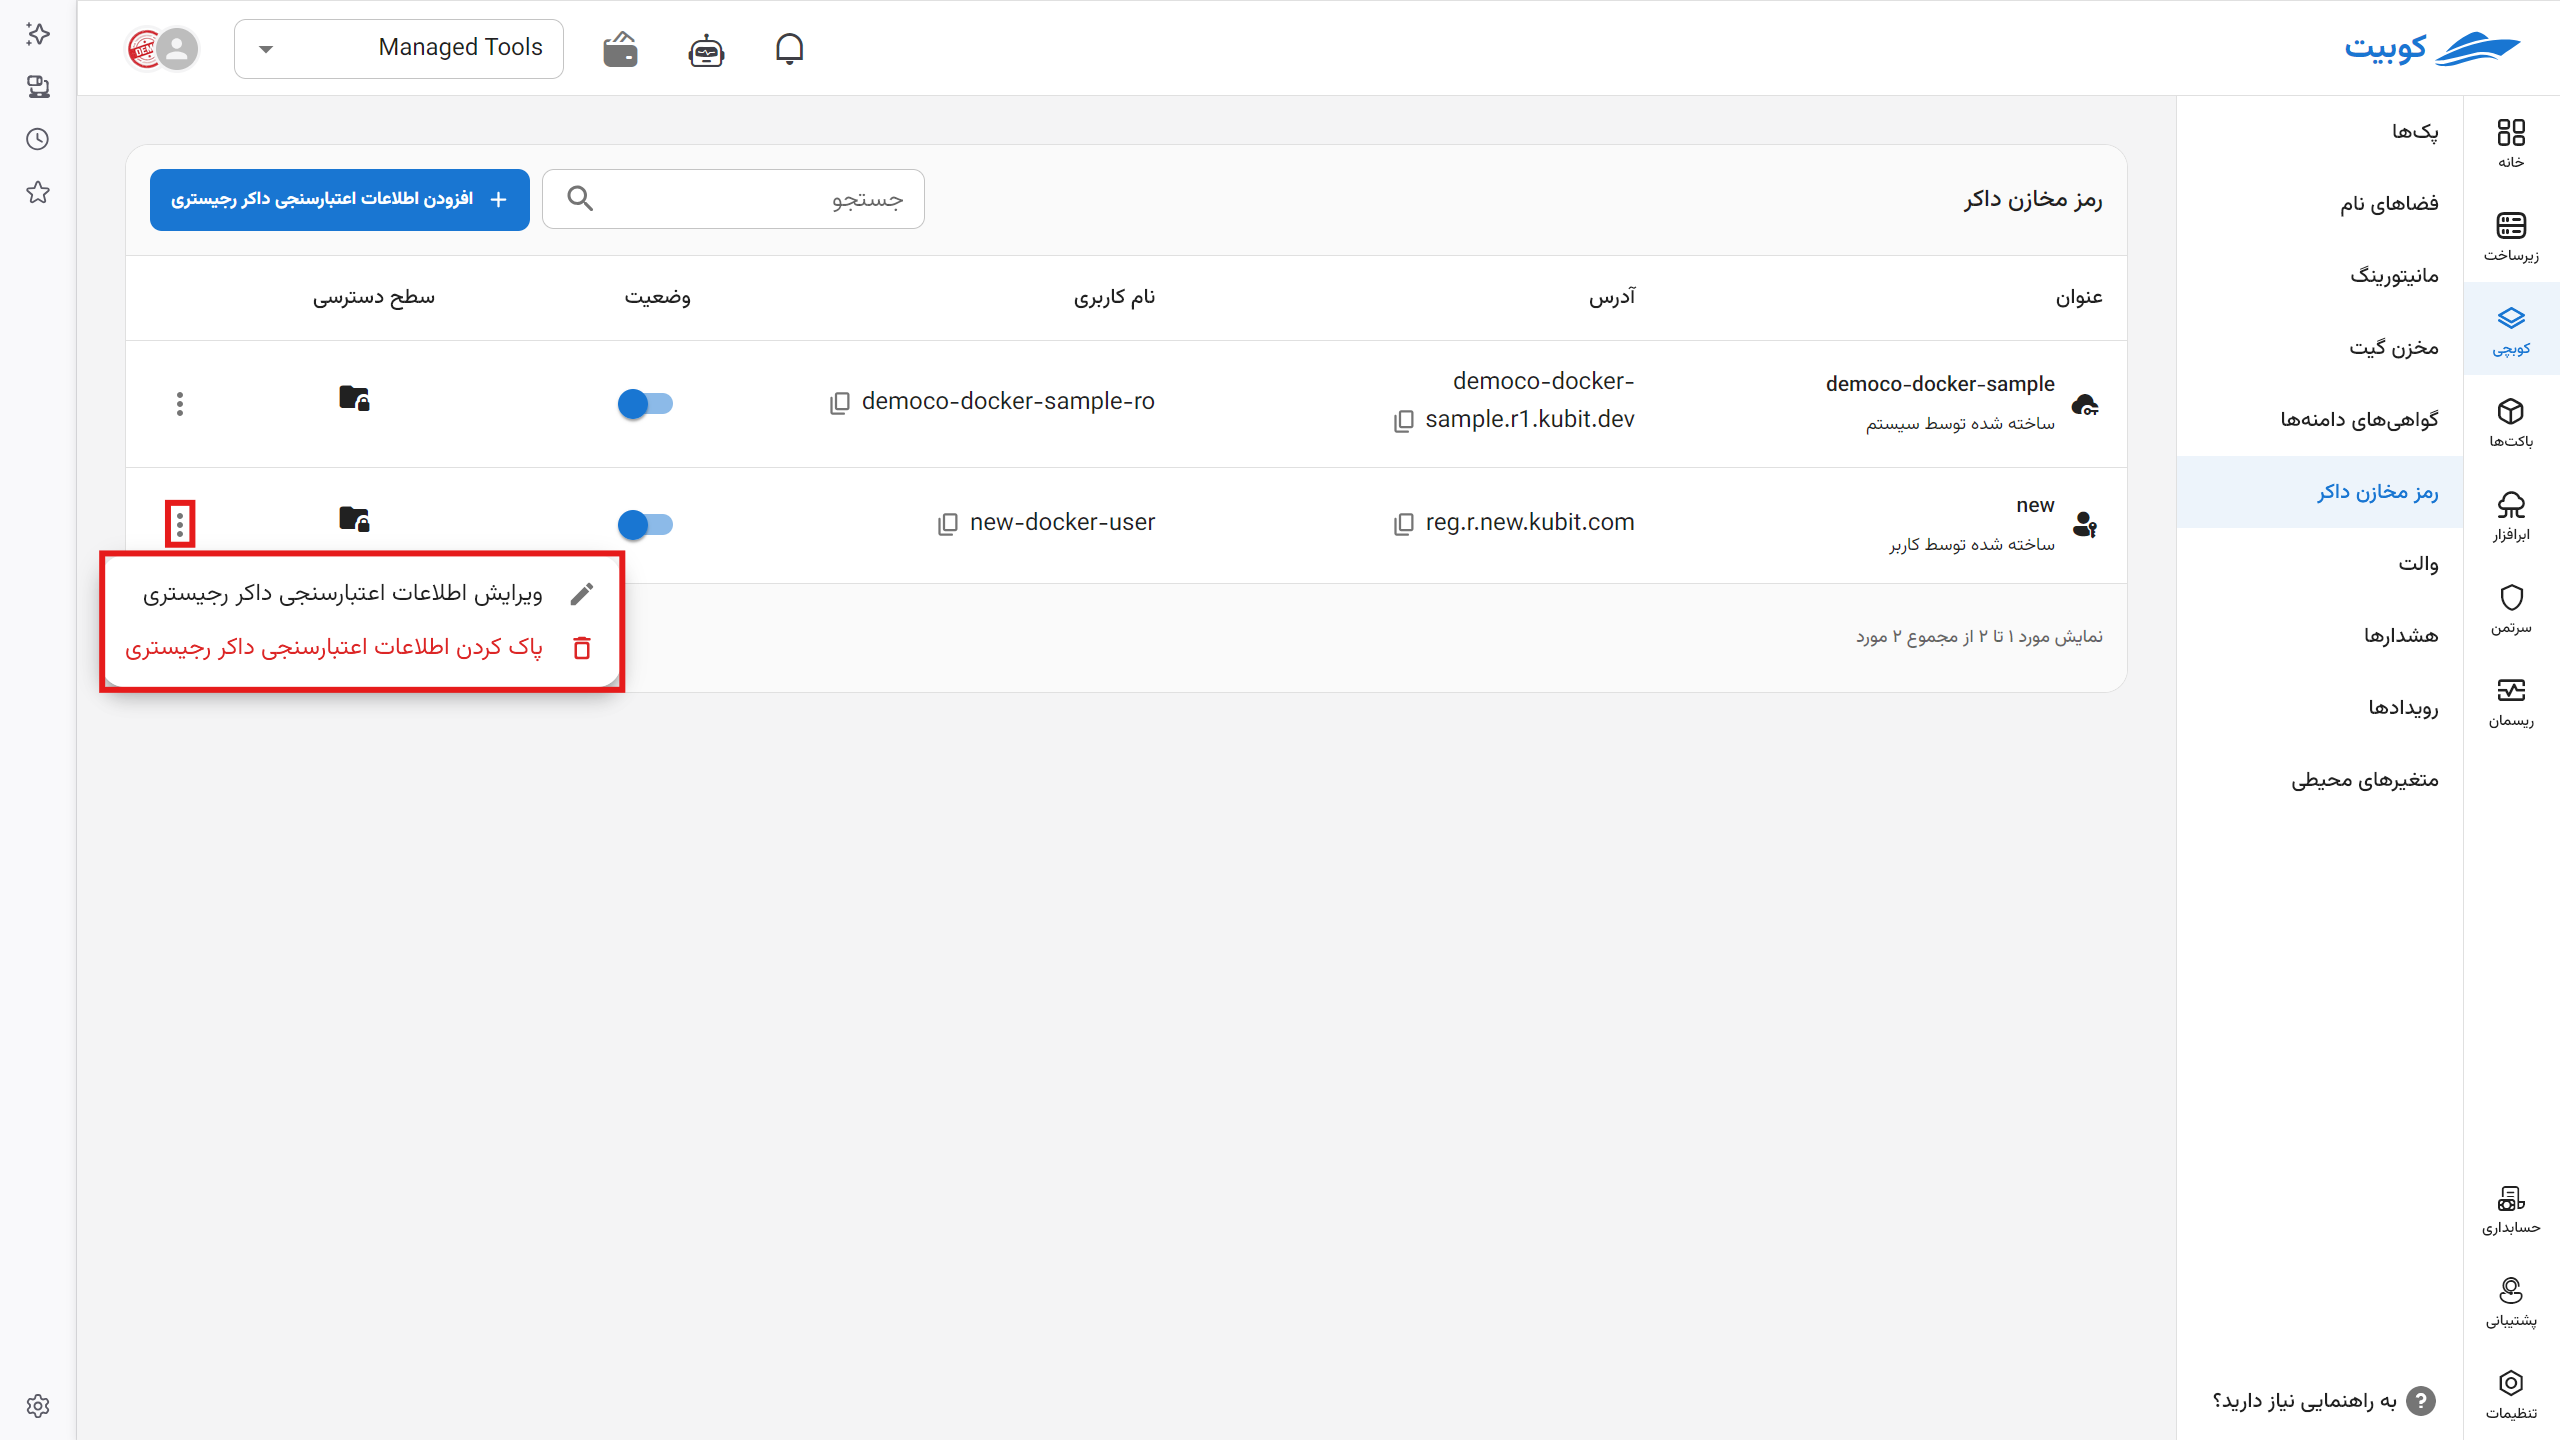 کوبیت
Managed Tools
DEM
خانه
زیرساخت
کوبچی
باکت‌ها
ابرافزار
سرتمن
ریسمان
حسابداری
پشتیبانی
تنظیمات
پک‌ها
فضاهای نام
مانیتورینگ
مخزن گیت
گواهی‌های دامنه‌ها
رمز مخازن داکر
والت
هشدارها
رویدادها
متغیرهای محیطی
به راهنمایی نیاز دارید؟
رمز مخازن داکر
جستجو
افزودن اطلاعات اعتبارسنجی داکر رجیستری
عنوان آدرس نام کاربری وضعیت سطح دسترسی
democo-docker-sample
ساخته شده توسط سیستم
democo-docker-
sample.r1.kubit.dev
democo-docker-sample-ro
new
ساخته شده توسط کاربر
reg.r.new.kubit.com
new-docker-user
ویرایش اطلاعات اعتبارسنجی داکر رجیستری
پاک کردن اطلاعات اعتبارسنجی داکر رجیستری
نمایش مورد ۱ تا ۲ از مجموع ۲ مورد